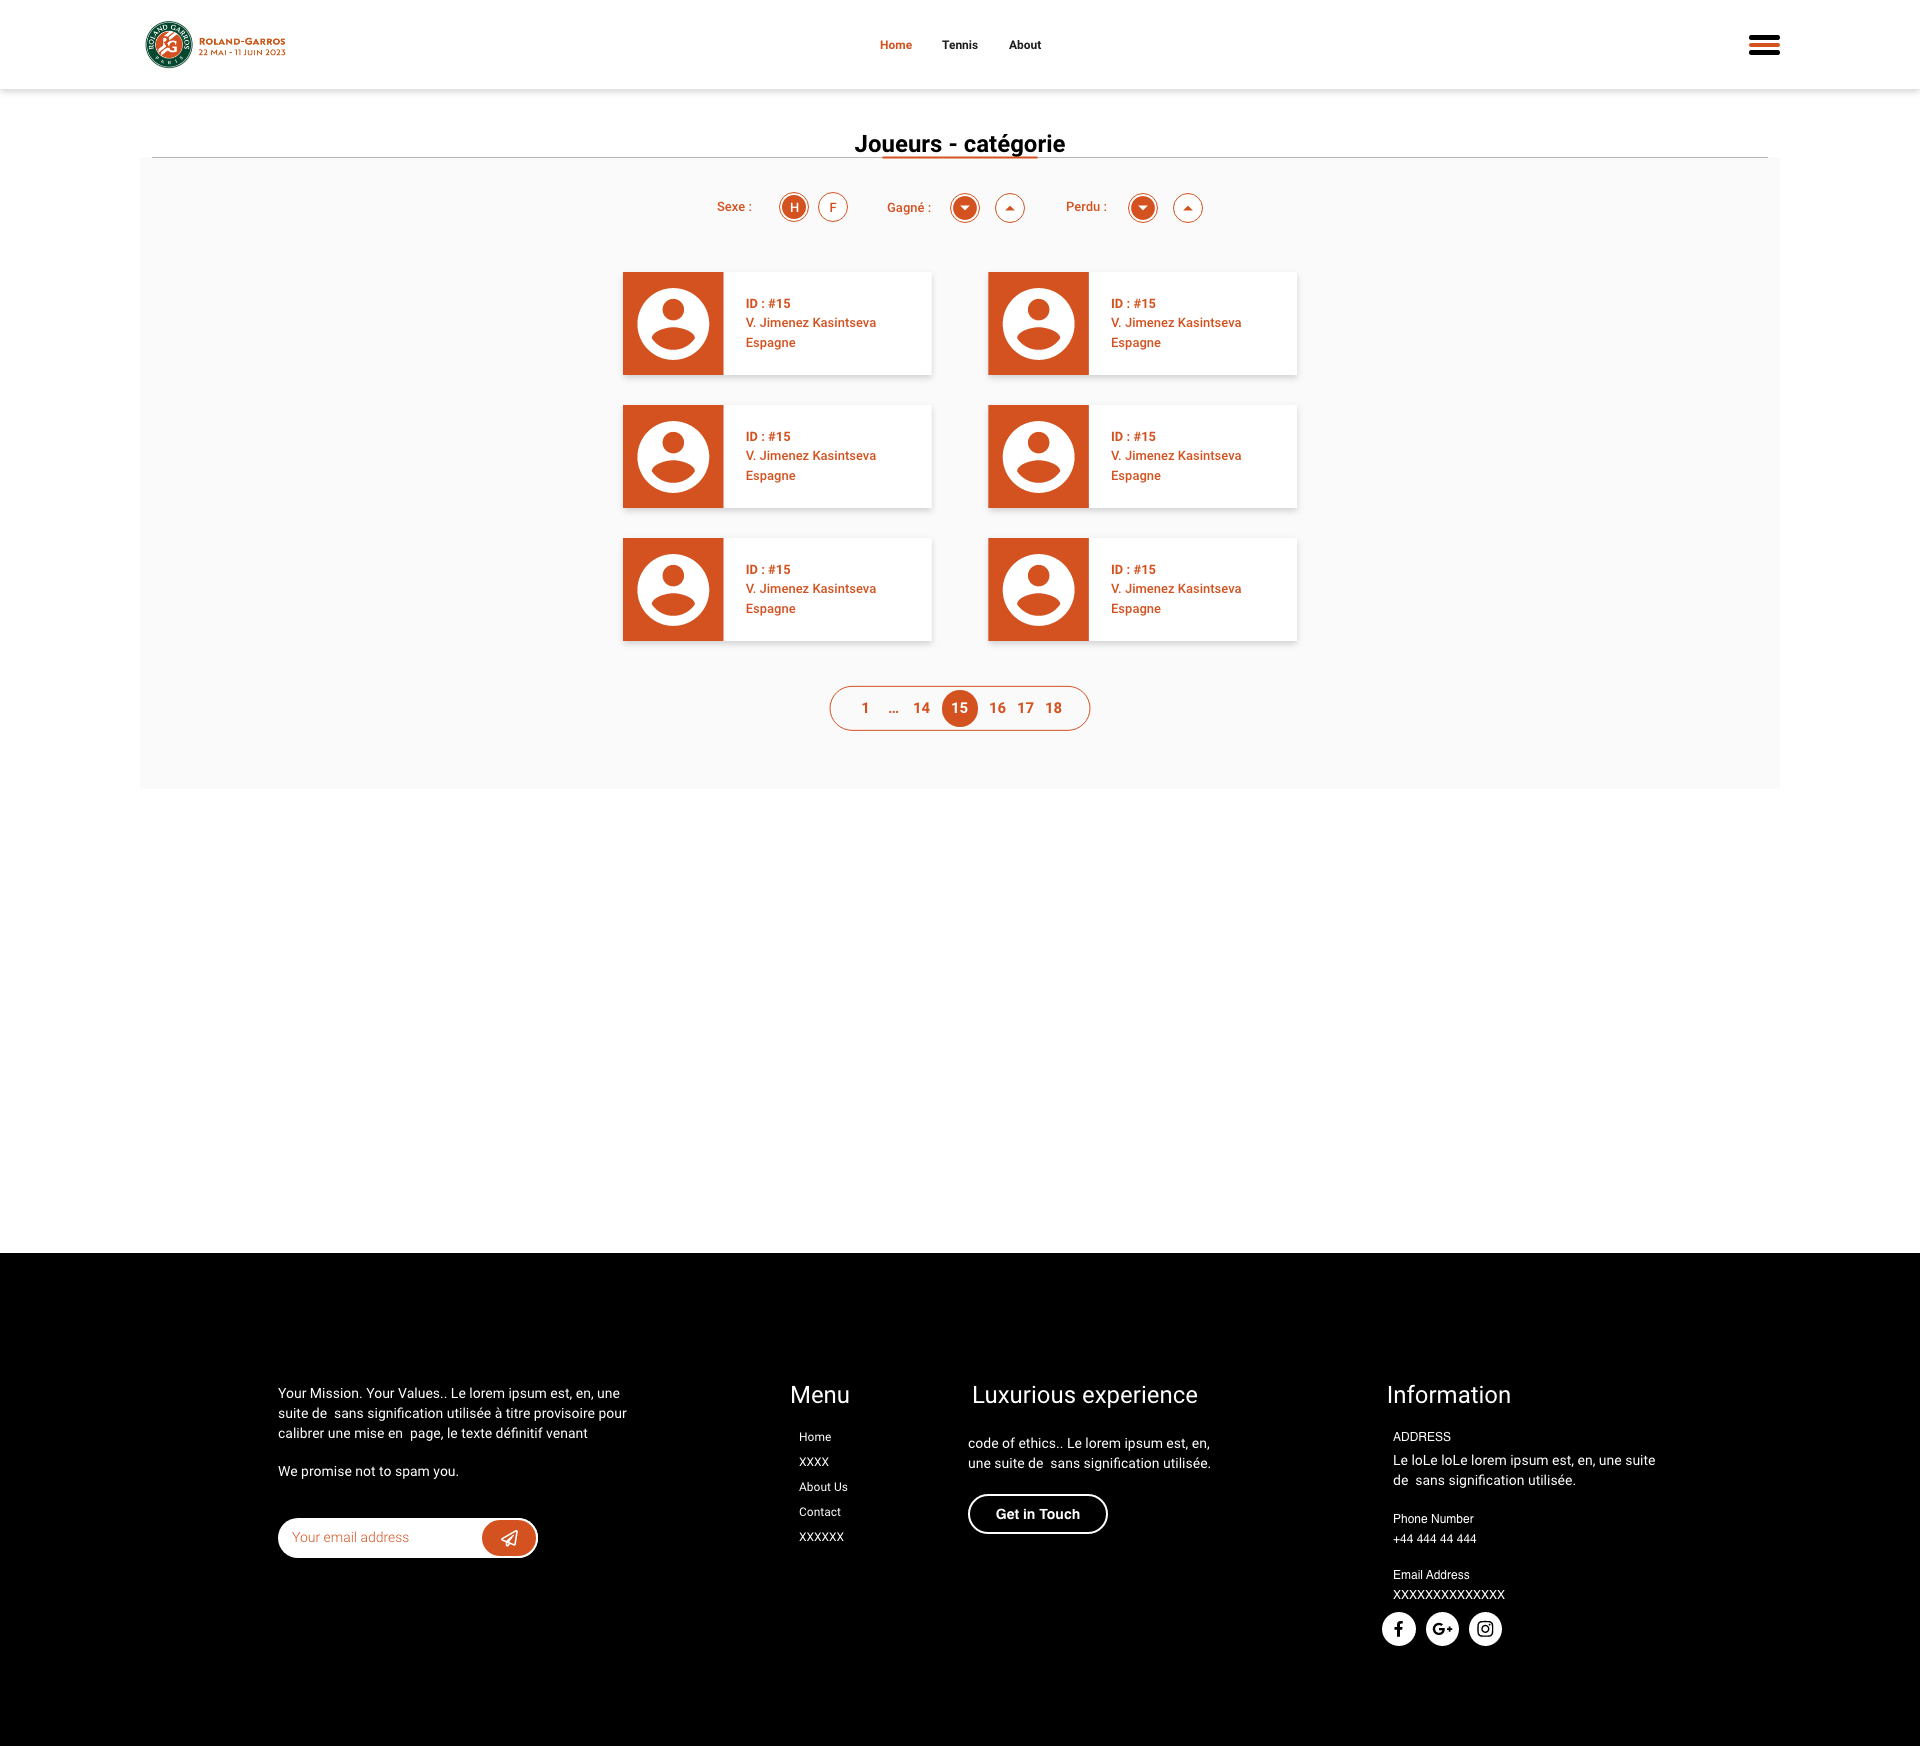 ROLAND GARROS
PARIS
ROLAND-GARROS
22 MAI - 11 JUIN 2023
Home
Tennis
About
Joueurs - catégorie
Sexe :
H
F
Gagné :
Perdu :
ID : #15
V. Jimenez Kasintseva
Espagne
ID : #15
V. Jimenez Kasintseva
Espagne
ID : #15
V. Jimenez Kasintseva
Espagne
ID : #15
V. Jimenez Kasintseva
Espagne
ID : #15
V. Jimenez Kasintseva
Espagne
ID : #15
V. Jimenez Kasintseva
Espagne
1 ... 14 15 16 17 18
Your Mission. Your Values.. Le lorem ipsum est, en, une
suite de  sans signification utilisée à titre provisoire pour
calibrer une mise en  page, le texte définitif venant
We promise not to spam you.
Your email address
Menu
Home
XXXX
About Us
Contact
XXXXXX
Luxurious experience
code of ethics.. Le lorem ipsum est, en,
une suite de  sans signification utilisée.
Get in Touch
Information
ADDRESS
Le loLe loLe lorem ipsum est, en, une suite
de  sans signification utilisée.
Phone Number
+44 444 44 444
Email Address
XXXXXXXXXXXXXX